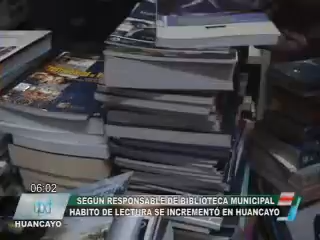 06:02
SEGÚN RESPONSABLE DE BIBLIOTECA MUNICIPAL
HABITO DE LECTURA SE INCREMENTÓ EN HUANCAYO
HUANCAYO